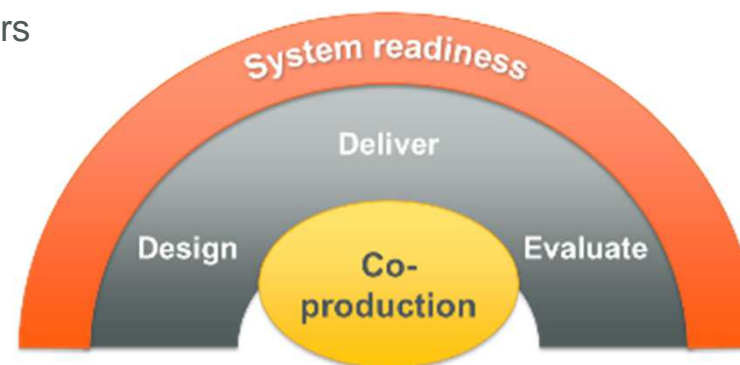 rs
System readiness
Deliver
Design
Evaluate
Co-
production